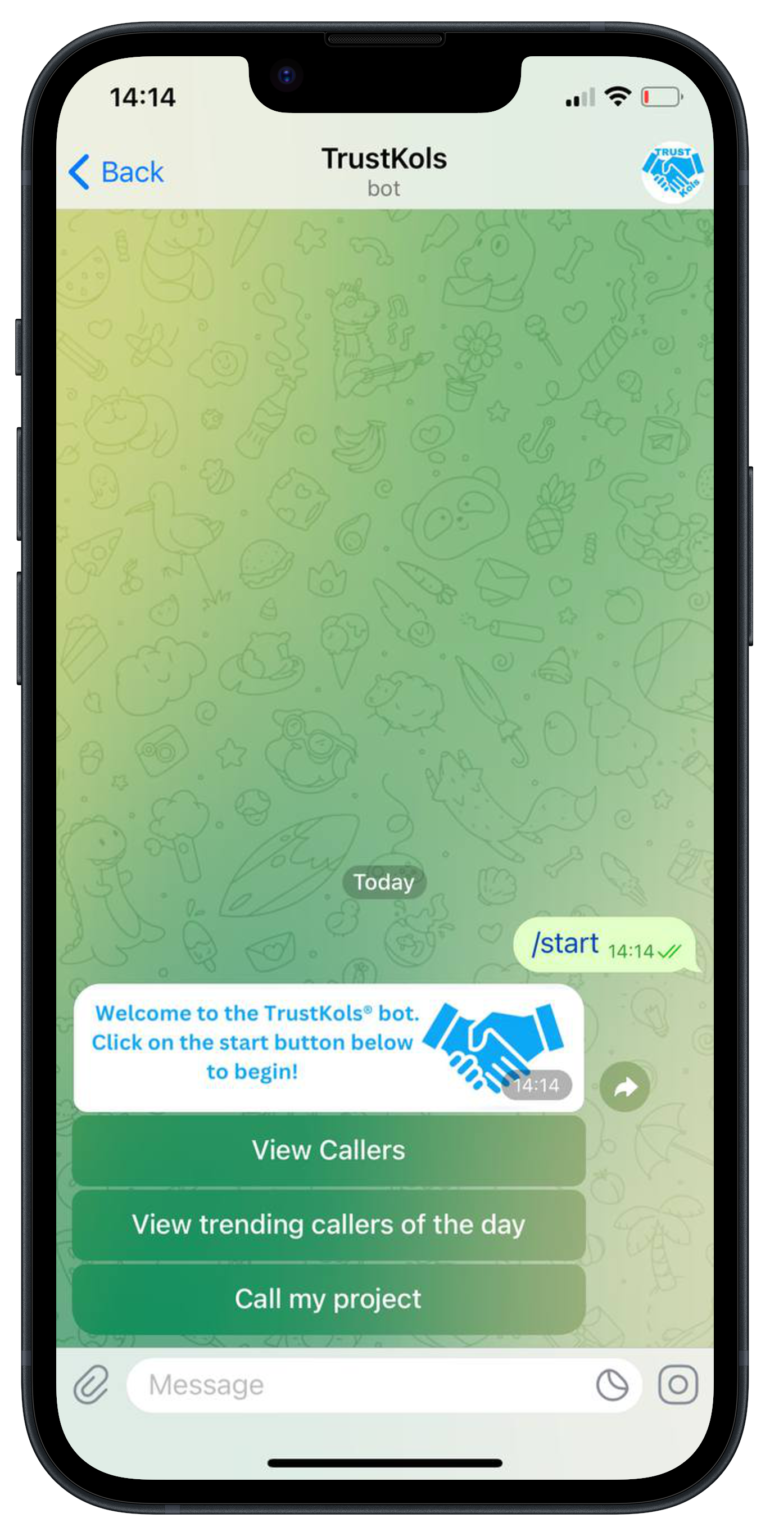 14:14
Back
TrustKols
bot
TRUST
Kols
Today
/start 14:14
Welcome to the TrustKols® bot.
Click on the start button below
to begin!
14:14
View Callers
View trending callers of the day
Call my project
Message